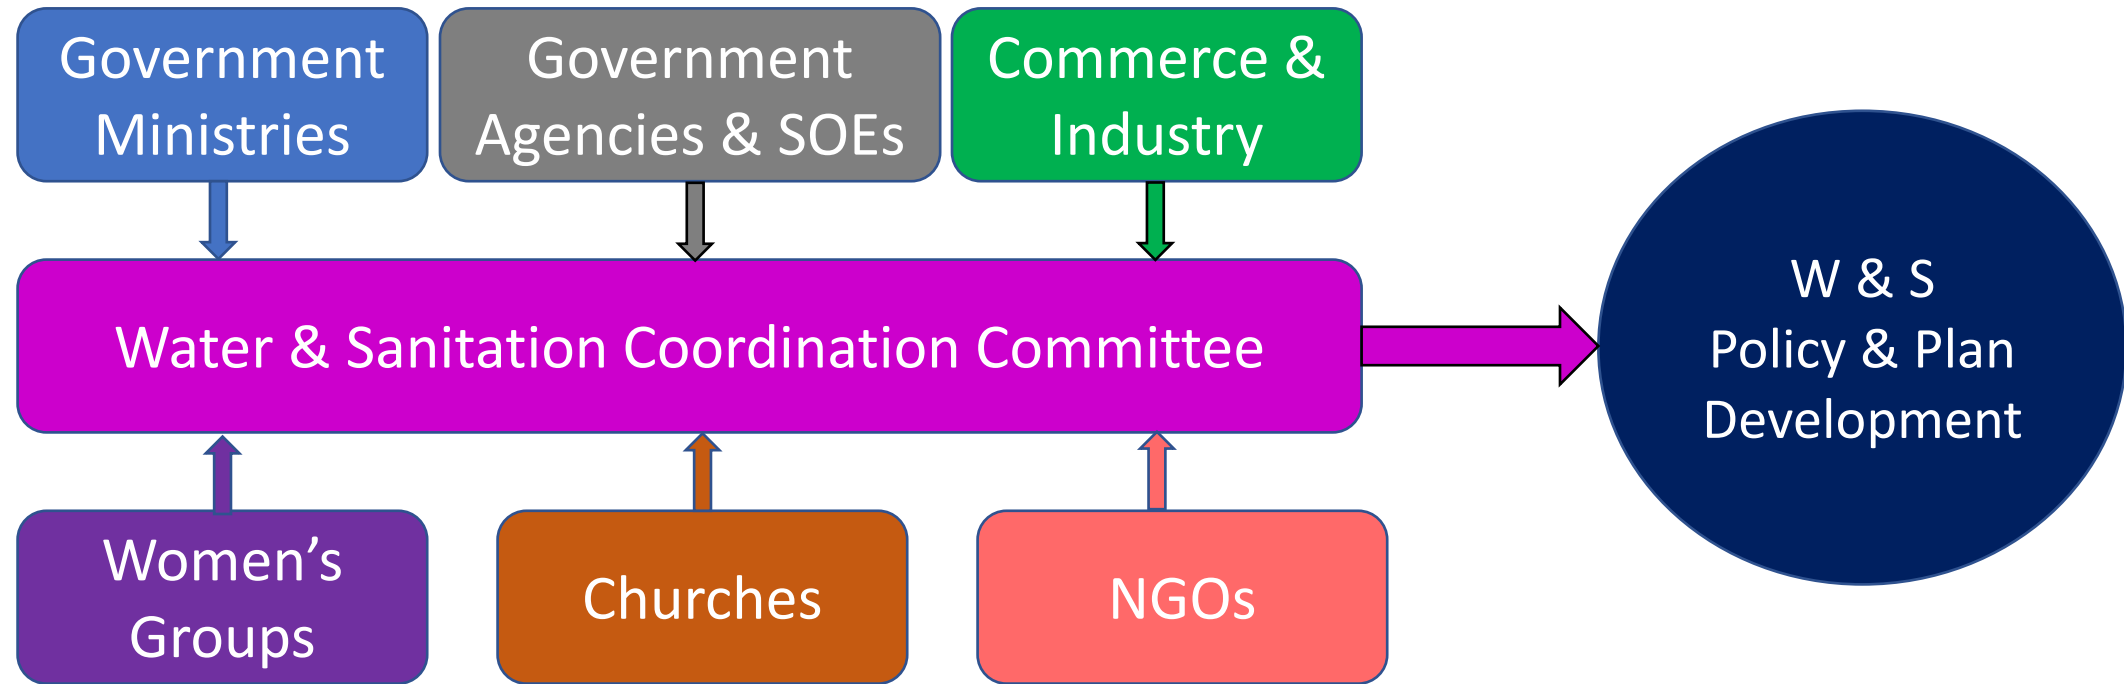 Government
Ministries
Government
Agencies & SOEs
Commerce &
Industry
Water & Sanitation Coordination Committee
W & S
Policy & Plan
Development
Women’s
Groups
Churches
NGOs